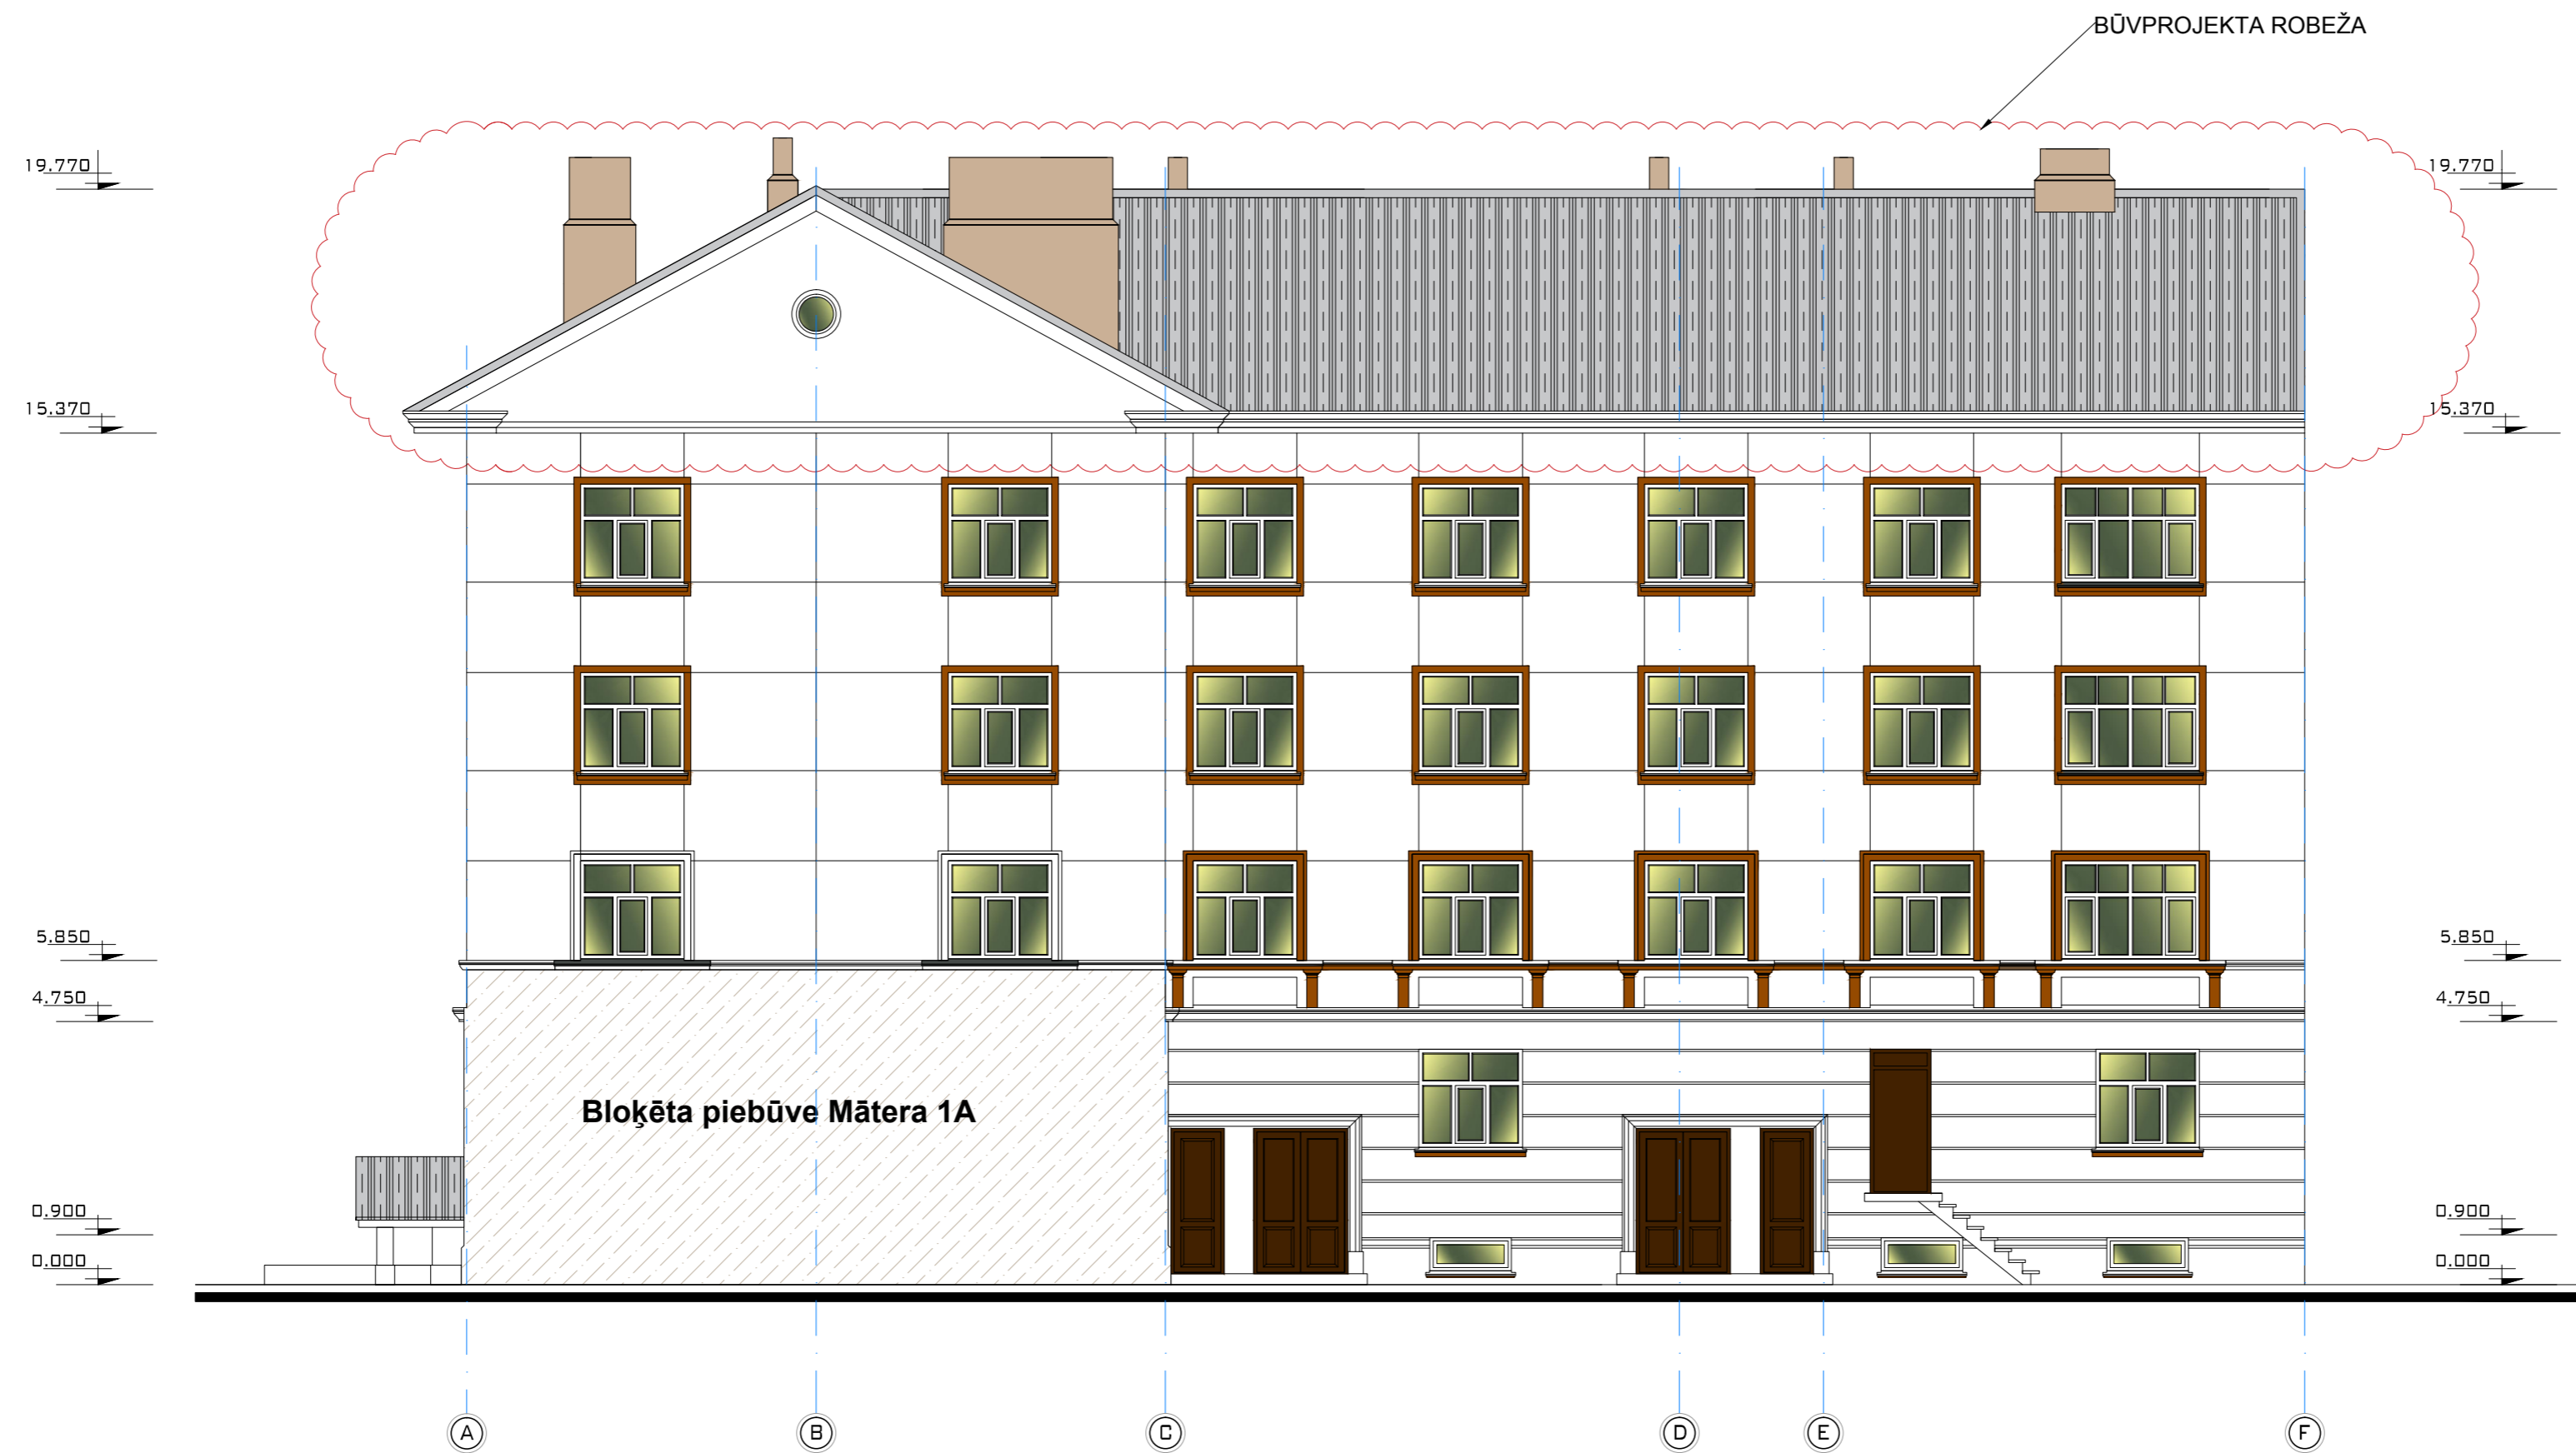 BŪVPROJEKTA ROBEŽA
19.770 19.770
15.370 15.370
5.850 5.850
4.750 4.750
Bloķēta piebūve Mātera 1A
0.900 0.900
0.000 0.000
A B C D E F